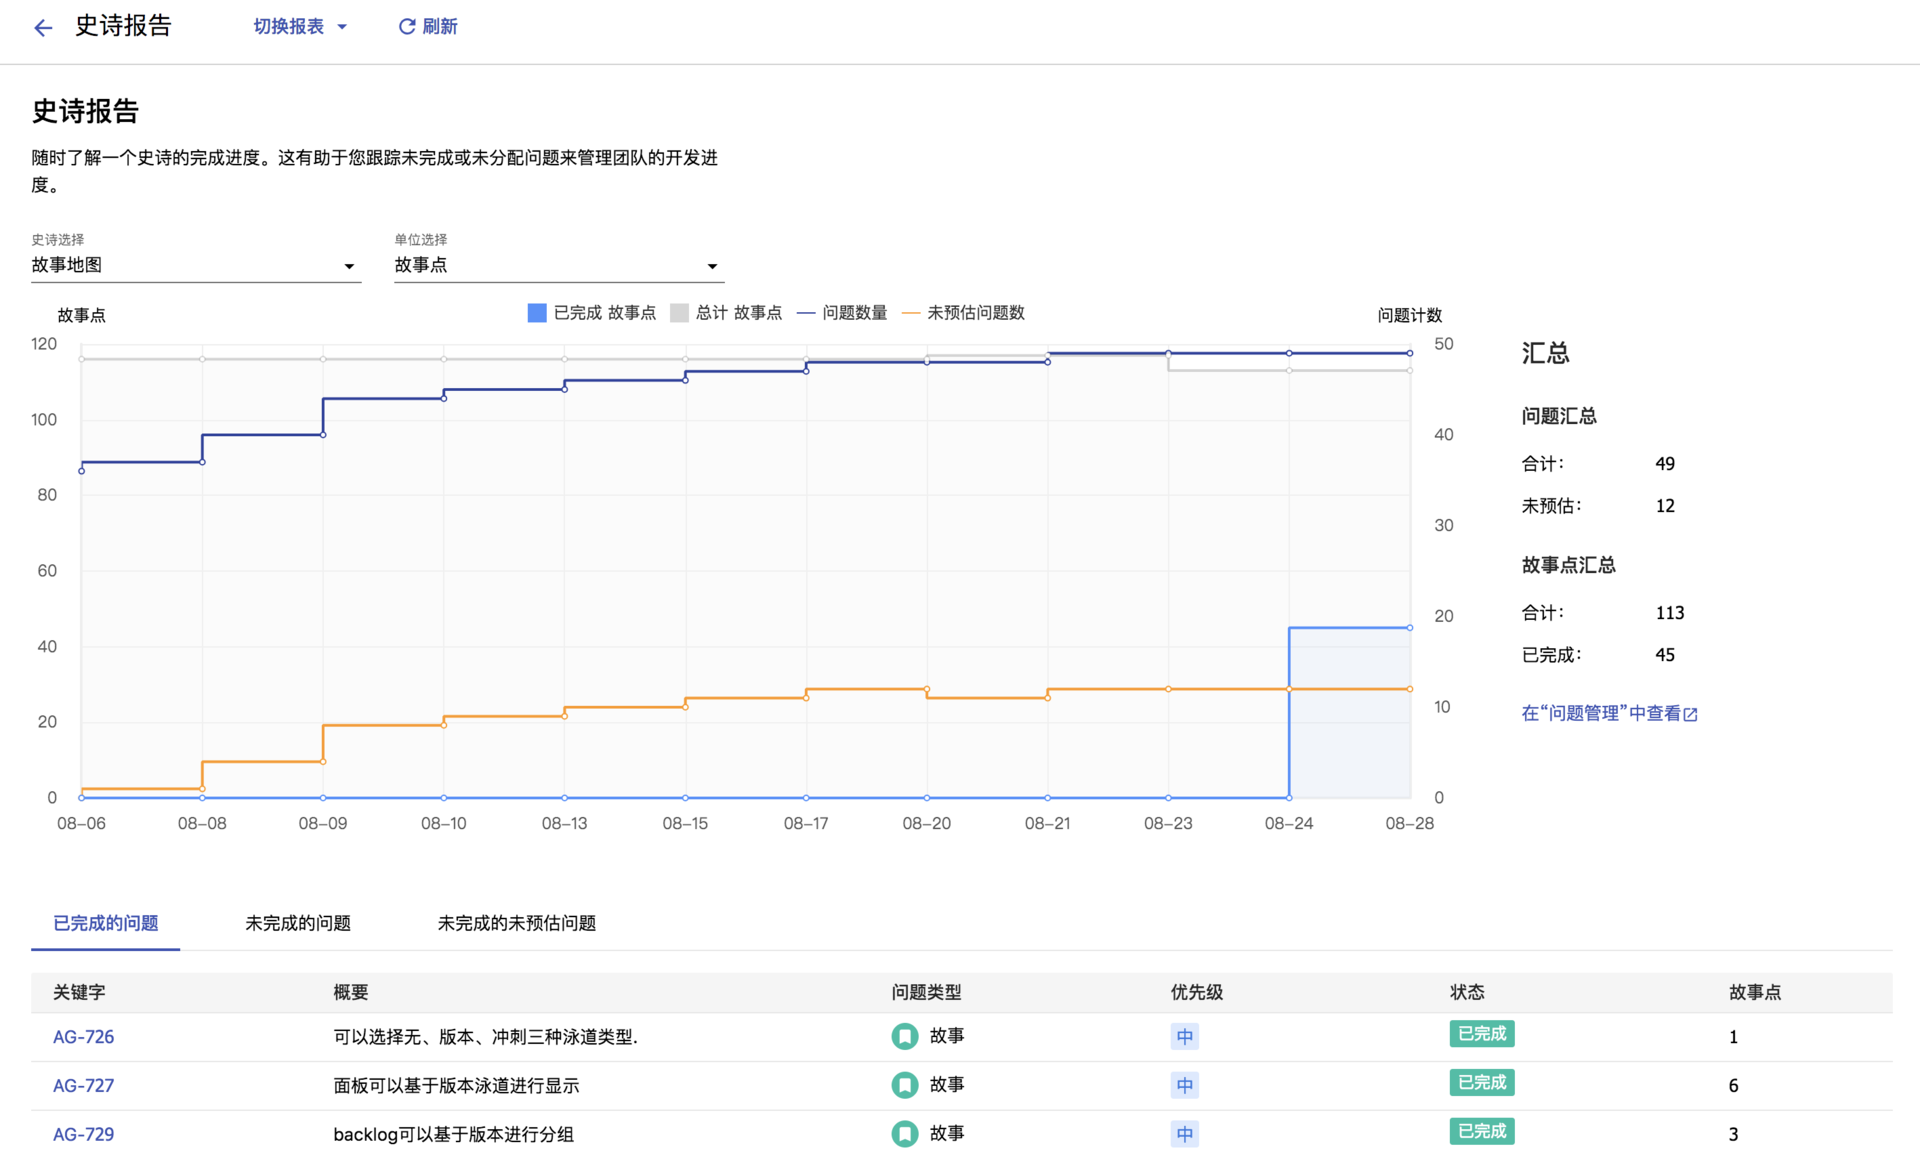 史诗报告
切换报表
刷新
史诗报告
随时了解一个史诗的完成进度。这有助于您跟踪未完成或未分配问题来管理团队的开发进
度。
史诗选择
故事地图
单位选择
故事点
故事点
已完成 故事点
总计 故事点
问题数量
未预估问题数
问题计数
120
100
80
60
40
20
0
50
40
30
20
10
0
08-06
08-08
08-09
08-10
08-13
08-15
08-17
08-20
08-21
08-23
08-24
08-28
汇总
问题汇总
合计： 49
未预估： 12
故事点汇总
合计： 113
已完成： 45
在“问题管理”中查看
已完成的问题 未完成的问题 未完成的未预估问题
关键字 概要 问题类型 优先级 状态 故事点
AG-726 可以选择无、版本、冲刺三种泳道类型. 故事 中 已完成 1
AG-727 面板可以基于版本泳道进行显示 故事 中 已完成 6
AG-729 backlog可以基于版本进行分组 故事 中 已完成 3